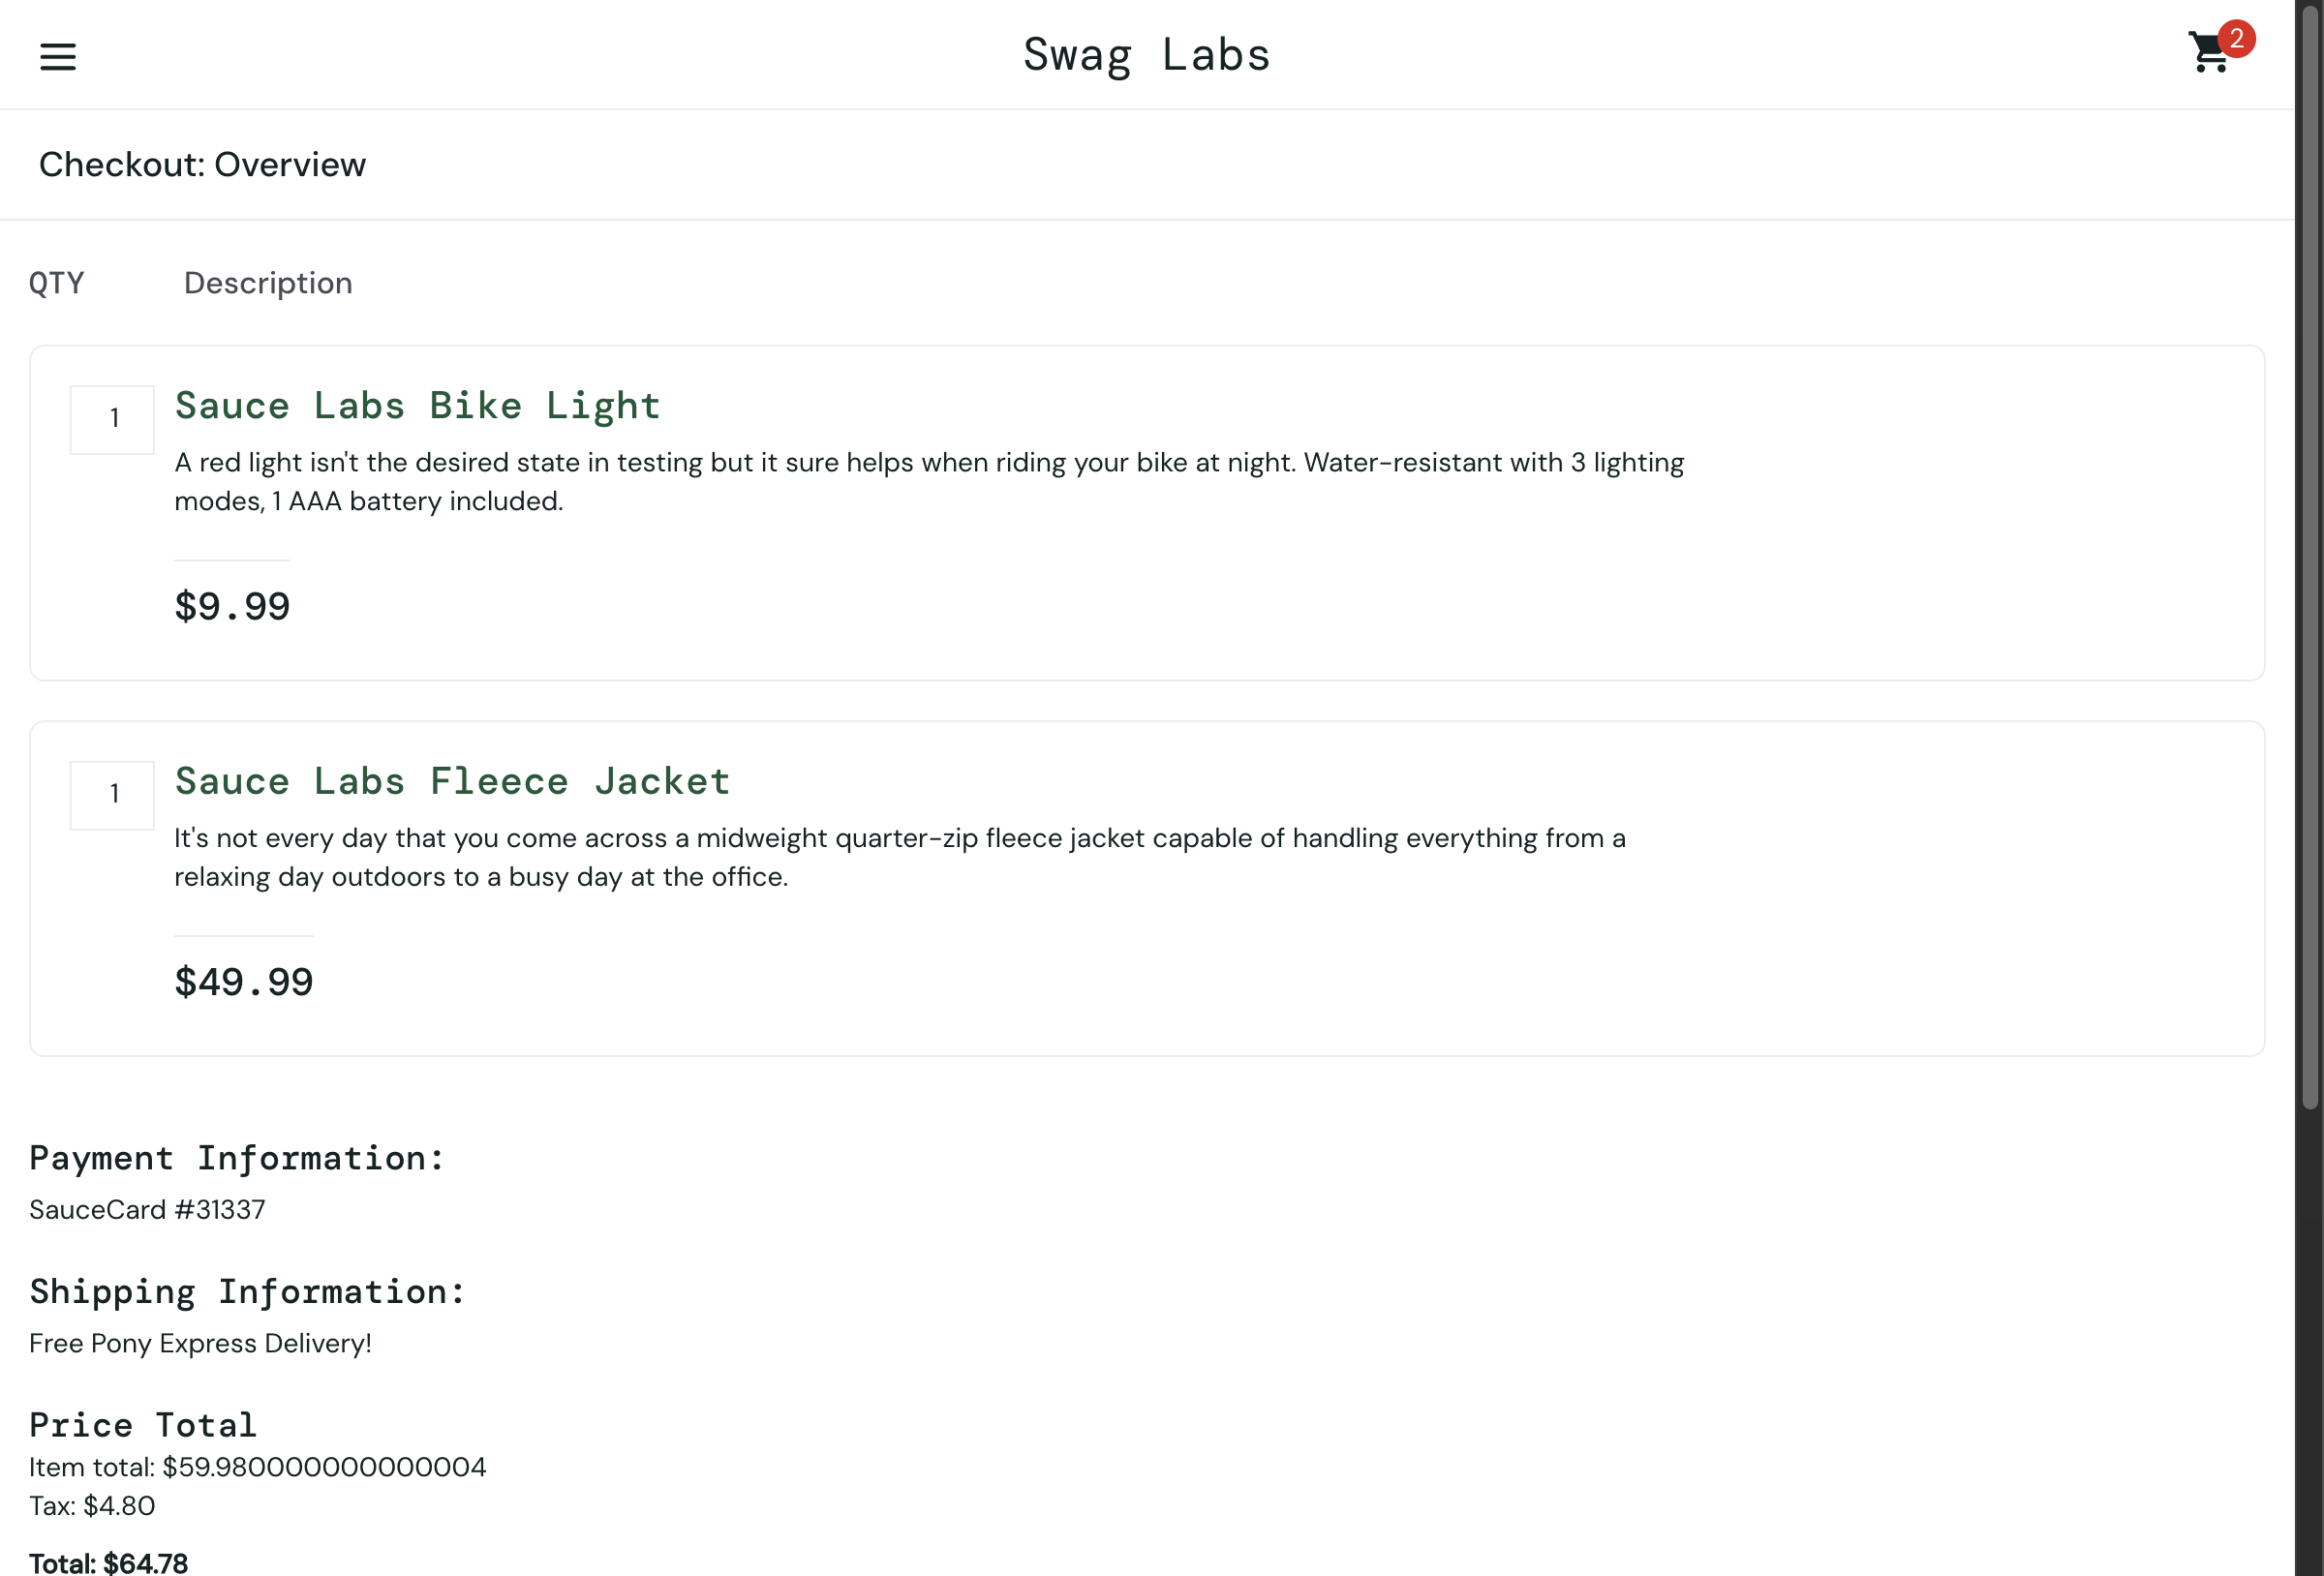 Swag Labs
2
Checkout: Overview
QTY Description
1
Sauce Labs Bike Light
A red light isn't the desired state in testing but it sure helps when riding your bike at night. Water-resistant with 3 lighting
modes, 1 AAA battery included.
$9.99
1
Sauce Labs Fleece Jacket
It's not every day that you come across a midweight quarter-zip fleece jacket capable of handling everything from a
relaxing day outdoors to a busy day at the office.
$49.99
Payment Information:
SauceCard #31337
Shipping Information:
Free Pony Express Delivery!
Price Total
Item total: $59.980000000000004
Tax: $4.80
Total: $64.78